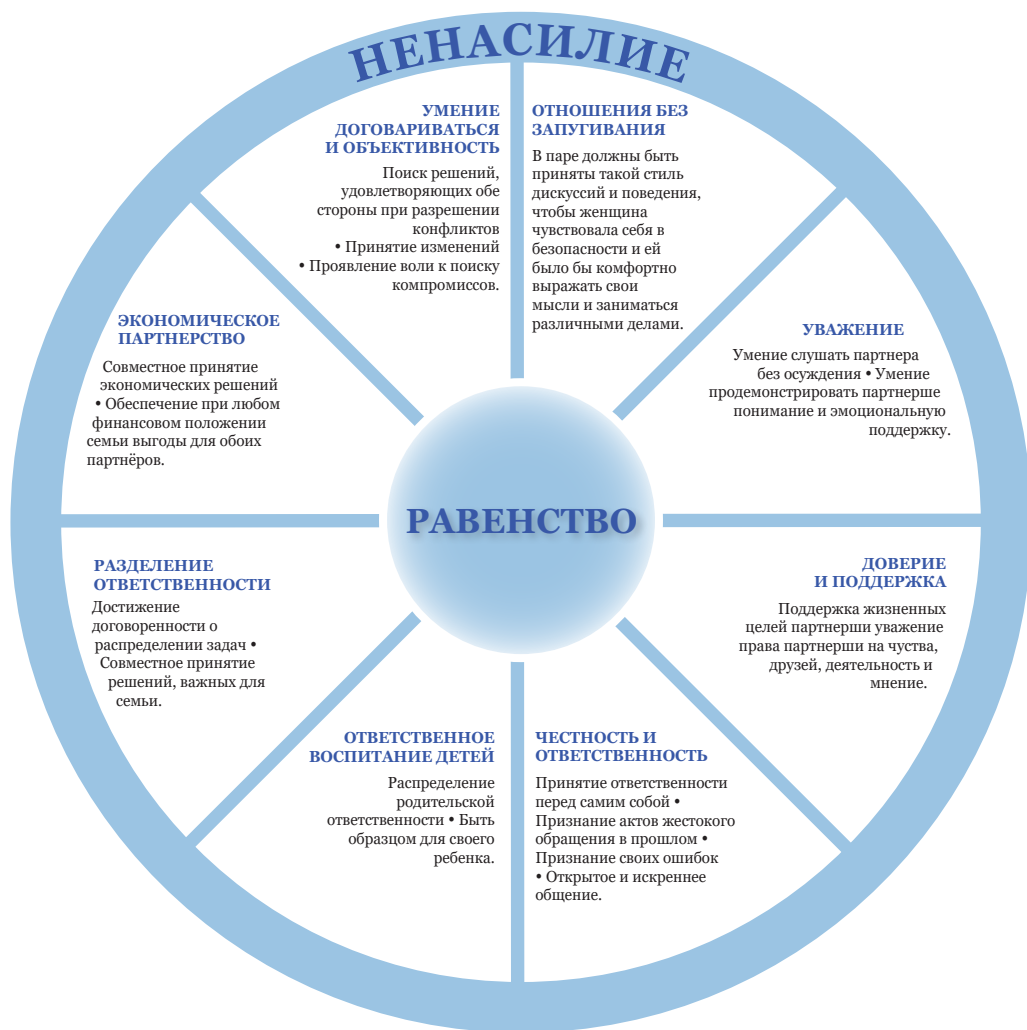 НЕНАСИЛИЕ
УМЕНИЕ
ДОГОВАРИВАТЬСЯ
И ОБЪЕКТИВНОСТЬ
Поиск решений,
удовлетворяющих обе
стороны при разрешении
конфликтов
• Принятие изменений
• Проявление воли к поиску
компромиссов.
ОТНОШЕНИЯ БЕЗ
ЗАПУГИВАНИЯ
В паре должны быть
приняты такой стиль
дискуссий и поведения,
чтобы женщина
чувствовала себя в
безопасности и ей
было бы комфортно
выражать свои
мысли и заниматься
различными делами.
УВАЖЕНИЕ
Умение слушать партнера
без осуждения • Умение
продемонстрировать партнерше
понимание и эмоциональную
поддержку.
ДОВЕРИЕ
И ПОДДЕРЖКА
Поддержка жизненных
целей партнерши уважение
права партнерши на чуства,
друзей, деятельность и
мнение.
ЧЕСТНОСТЬ И
ОТВЕТСТВЕННОСТЬ
Принятие ответственности
перед самим собой •
Признание актов жестокого
обращения в прошлом •
Признание своих ошибок
• Открытое и искреннее
общение.
ОТВЕТСТВЕННОЕ
ВОСПИТАНИЕ ДЕТЕЙ
Распределение
родительской
ответственности • Быть
образцом для своего
ребенка.
РАЗДЕЛЕНИЕ
ОТВЕТСТВЕННОСТИ
Достижение
договоренности о
распределении задач •
Совместное принятие
решений, важных для
семьи.
ЭКОНОМИЧЕСКОЕ
ПАРТНЕРСТВО
Совместное принятие
экономических решений
• Обеспечение при любом
финансовом положении
семьи выгоды для обоих
партнёров.
РАВЕНСТВО